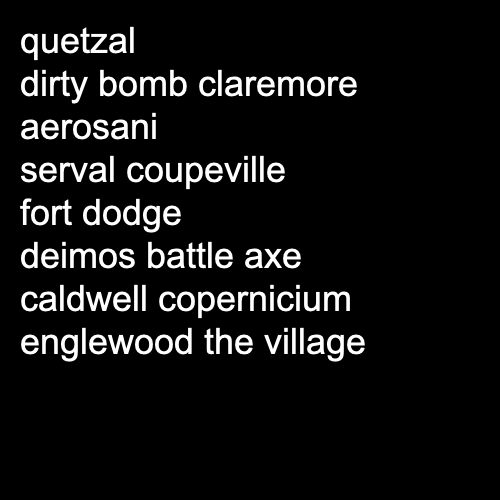 quetzal
dirty bomb claremore
aerosani
serval coupeville
fort dodge
deimos battle axe
caldwell copernicium
englewood the village